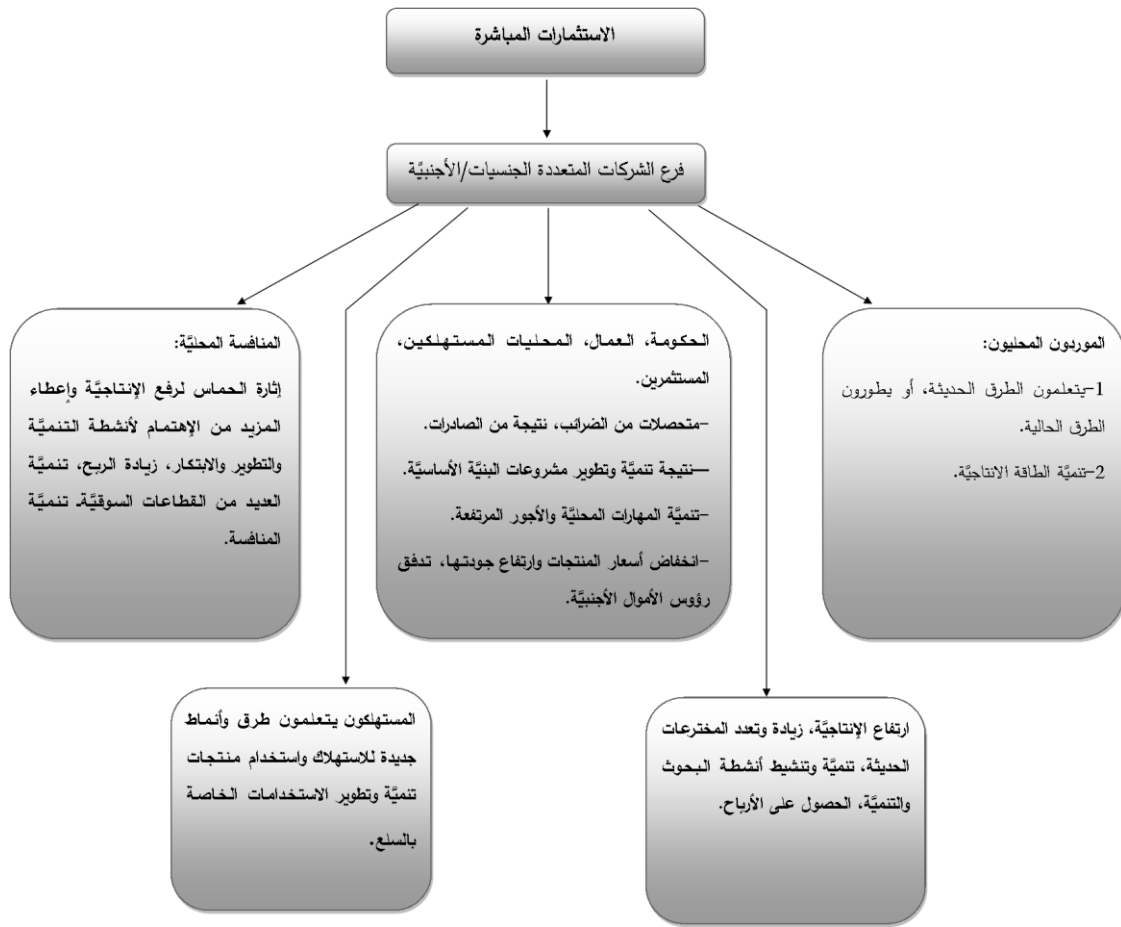 الاستثمارات المباشرة
فرع الشركات المتعددة الجنسيات/الأجنبيَّة
الموردون المحليون:
1-يتعلمون الطرق الحديثة، أو يطورون
الطرق الحالية.
2-تنميَّة الطاقة الانتاجيَّة.
الحكومة، العمال، المحليات المستهلكين،
المستثمرين.
-متحصلات من الضرائب، نتيجة من الصادرات.
—نتيجة تنميَّة وتطوير مشروعات البنيَّة الأساسيَّة.
-تنميَّة المهارات المحليَّة والأجور المرتفعة.
-انخفاض أسعار المنتجات وارتفاع جودتها، تدفق
رؤوس الأموال الأجنبيَّة.
المنافسة المحليَّة:
إثارة الحماس لرفع الإنتاجيَّة وإعطاء
المزيد من الإهتمام لأنشطة التنميَّة
والتطوير والابتكار، زيادة الربح، تنميَّة
العديد من القطاعات السوقيَّة۔ تنميَّة
المنافسة.
ارتفاع الإنتاجيَّة، زيادة وتعدد المخترعات
الحديثة، تنميَّة وتنشيط أنشطة البحوث
والتنميَّة، الحصول على الأرباح.
المستهلكون يتعلمون طرق وأنماط
جديدة للاستهلاك واستخدام منتجات
تنميَّة وتطوير الاستخدامات الخاصة
بالسلع.